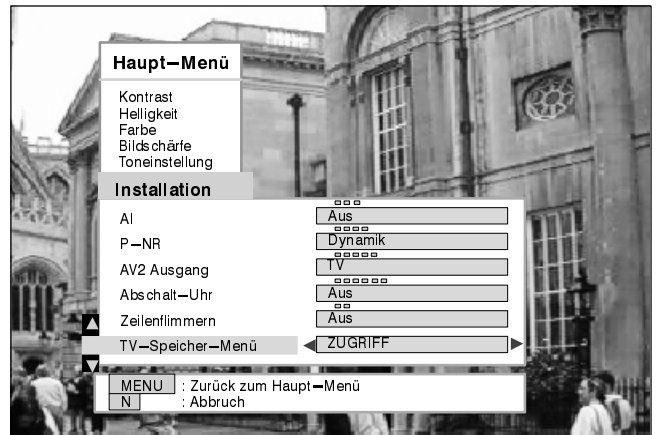 Haupt–Menü
Kontrast
Helligkeit
Farbe
Bildschärfe
Toneinstellung
Installation
AI Aus
P–NR Dynamik
AV2 Ausgang TV
Abschalt–Uhr Aus
Zeilenflimmern Aus
TV–Speicher–Menü ZUGRIFF
MENU : Zurück zum Haupt–Menü
N : Abbruch